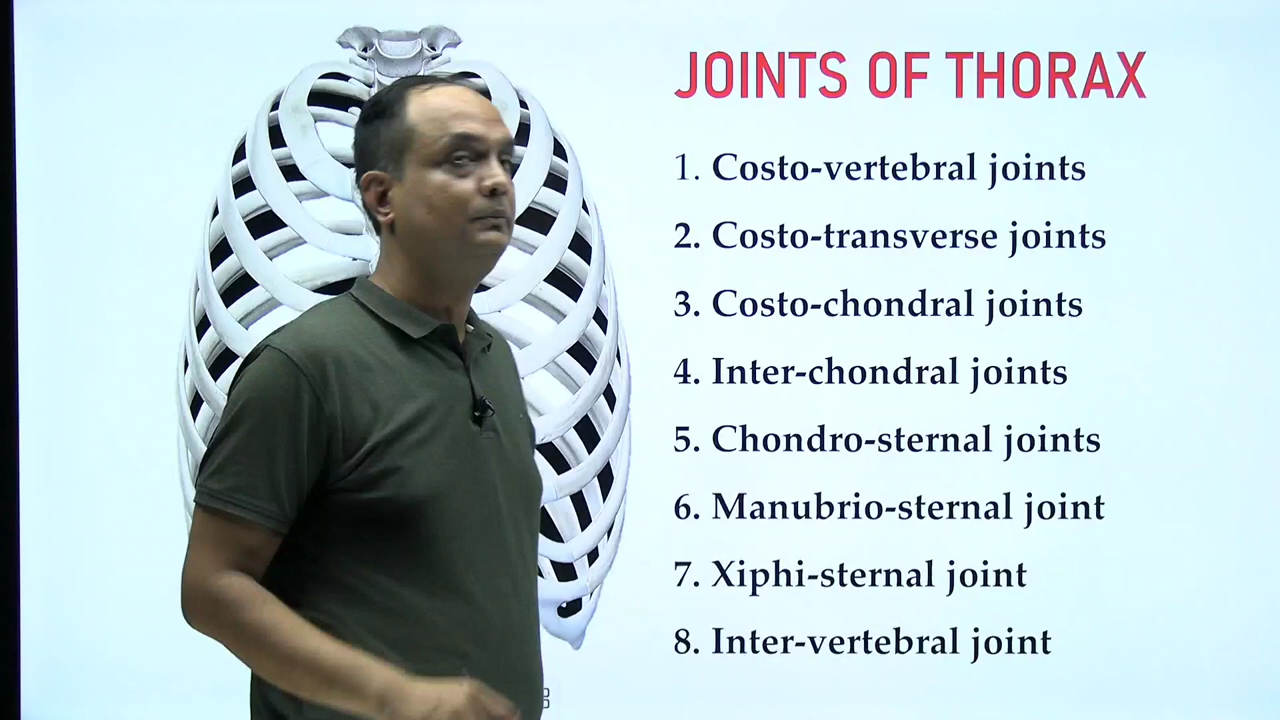 JOINTS OF THORAX
1. Costo-vertebral joints
2. Costo-transverse joints
3. Costo-chondral joints
4. Inter-chondral joints
5. Chondro-sternal joints
6. Manubrio-sternal joint
7. Xiphi-sternal joint
8. Inter-vertebral joint